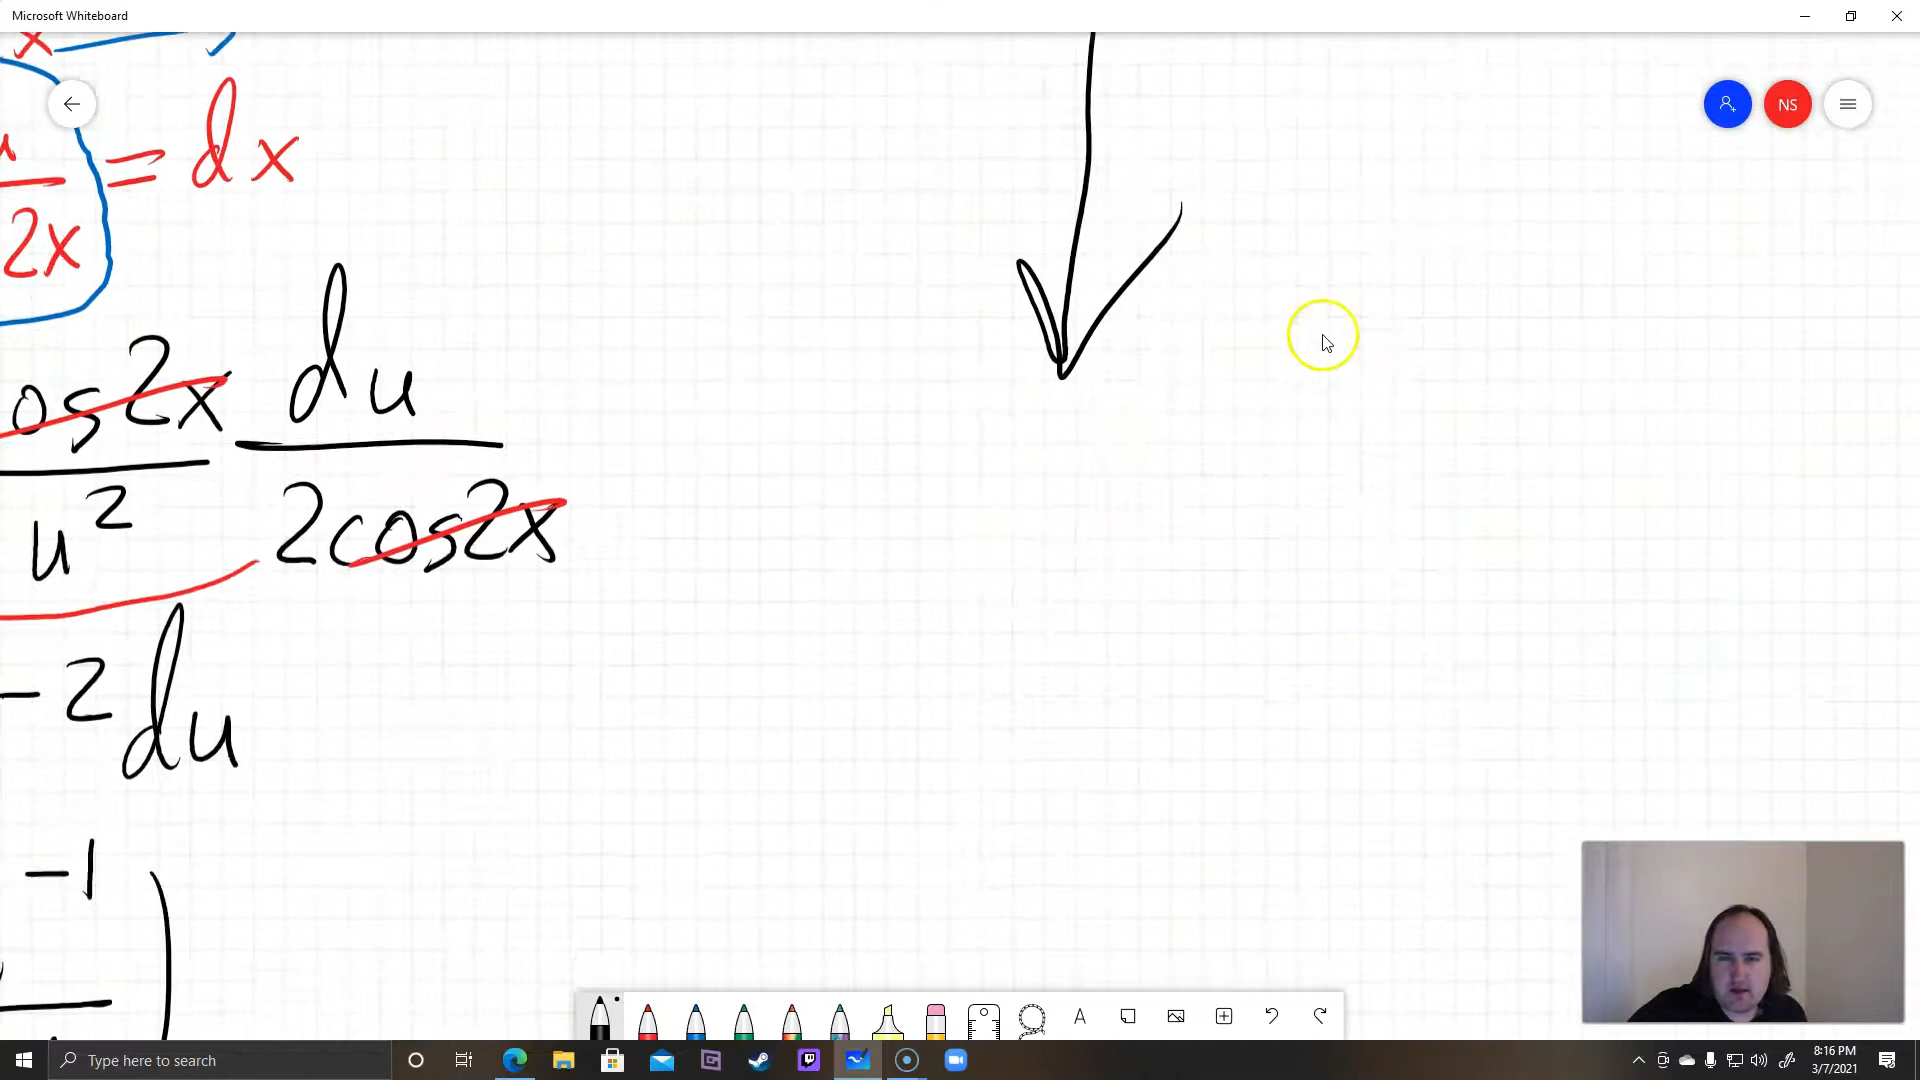 Microsoft Whiteboard
x
= dx
2x
NS
os2x du
u² 2cos2x
-2 du
-1
A
Type here to search
8:16 PM
3/7/2021